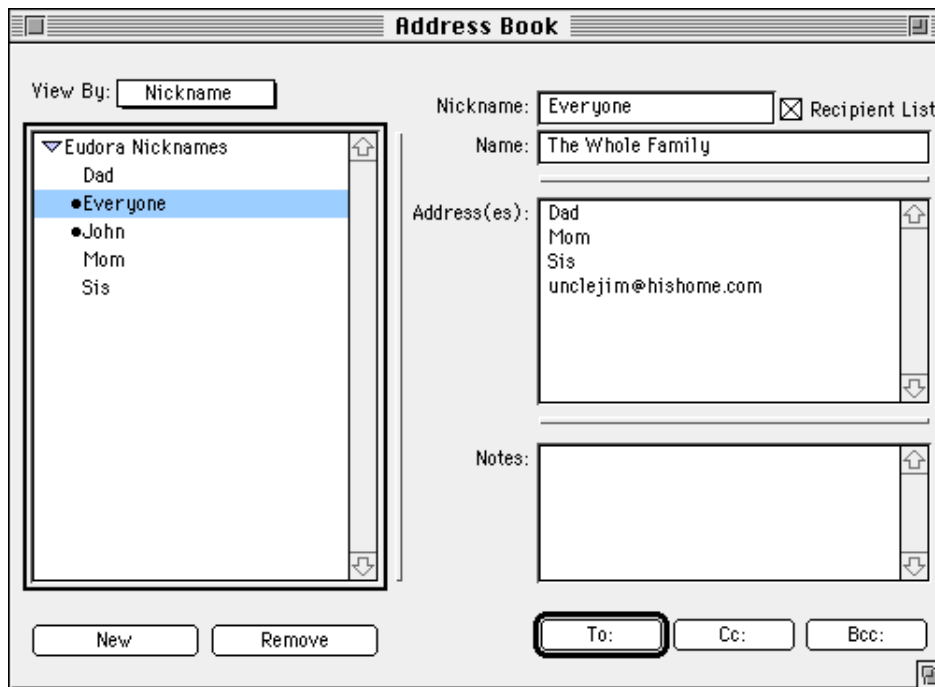 Address Book
View By: Nickname
Eudora Nicknames
Dad
•Everyone
•John
Mom
Sis
New
Remove
Nickname: Everyone
Recipient List
Name: The Whole Family
Address(es): Dad
Mom
Sis
unclejim@hishome.com
Notes:
To:
Cc:
Bcc: